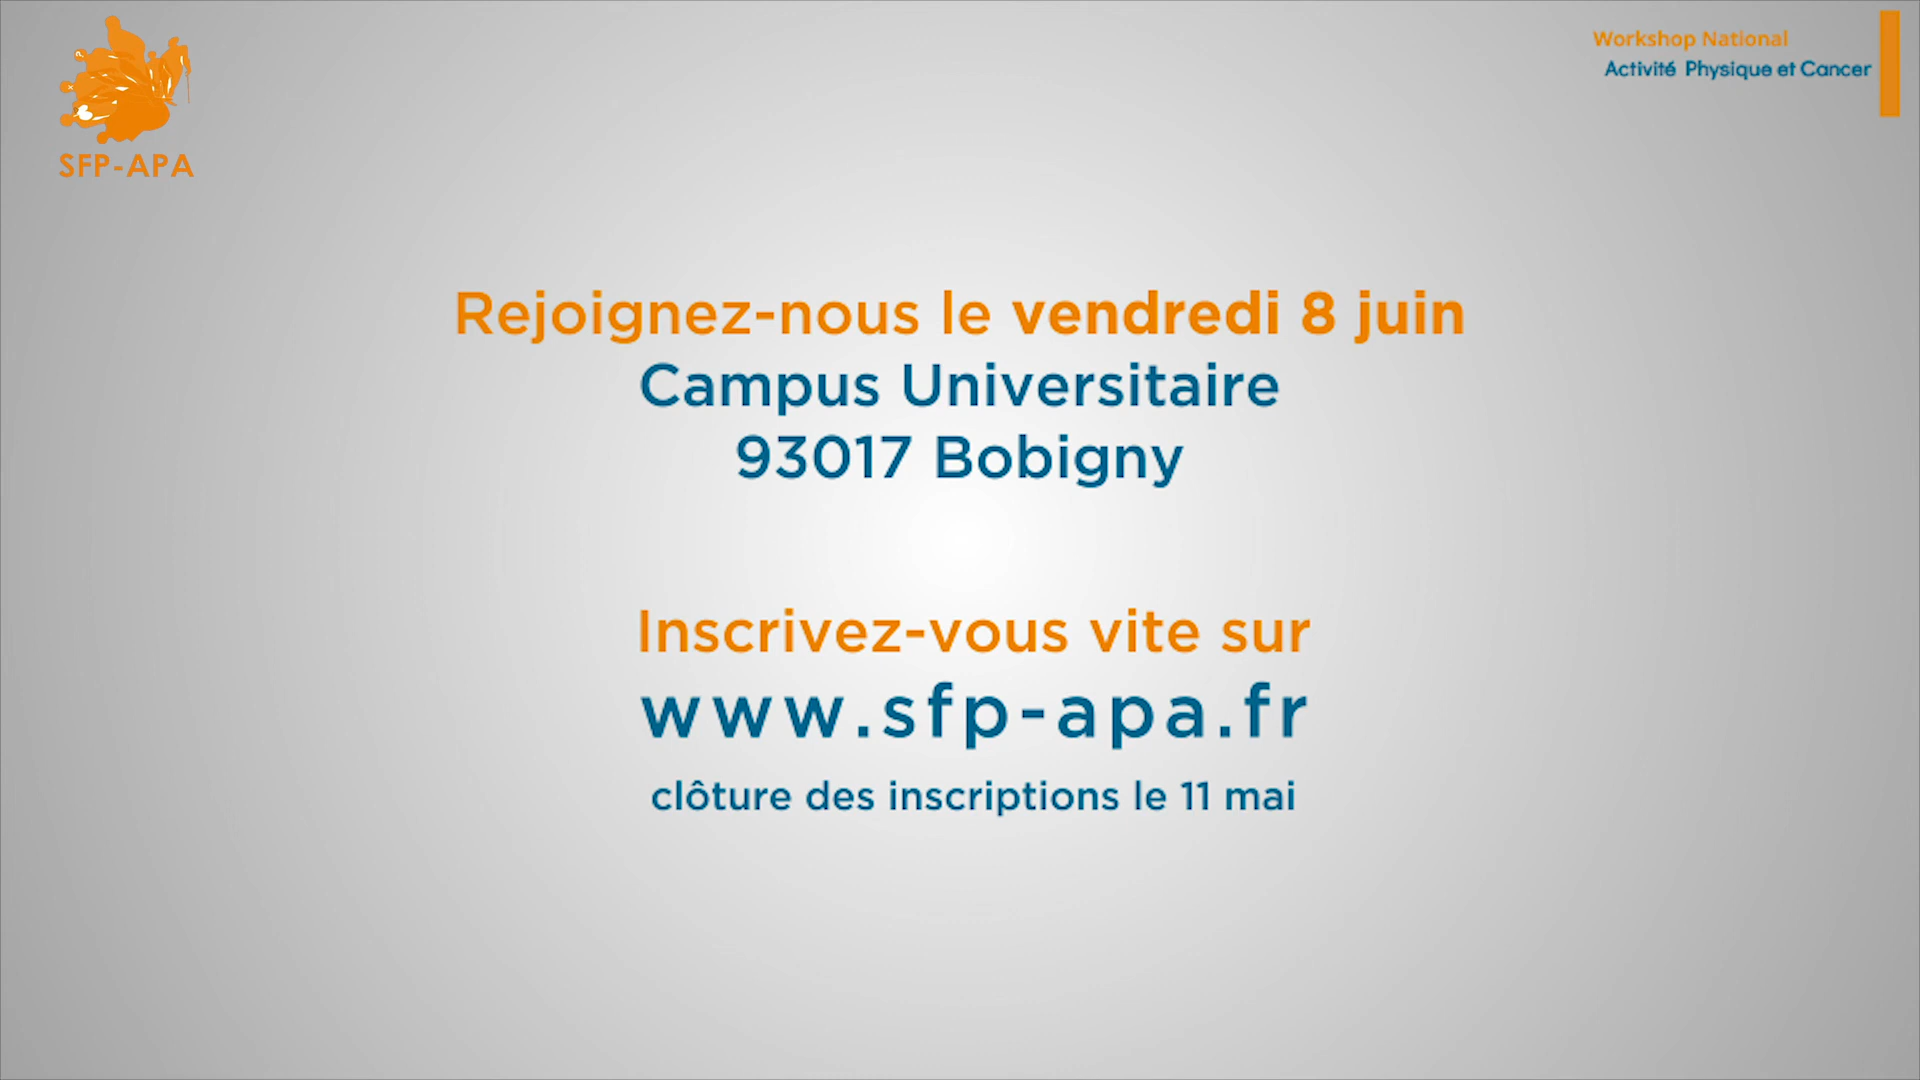 SFP-APA
Workshop National
Activité Physique et Cancer
Rejoignez-nous le vendredi 8 juin
Campus Universitaire
93017 Bobigny
Inscrivez-vous vite sur
www.sfp-apa.fr
clôture des inscriptions le 11 mai